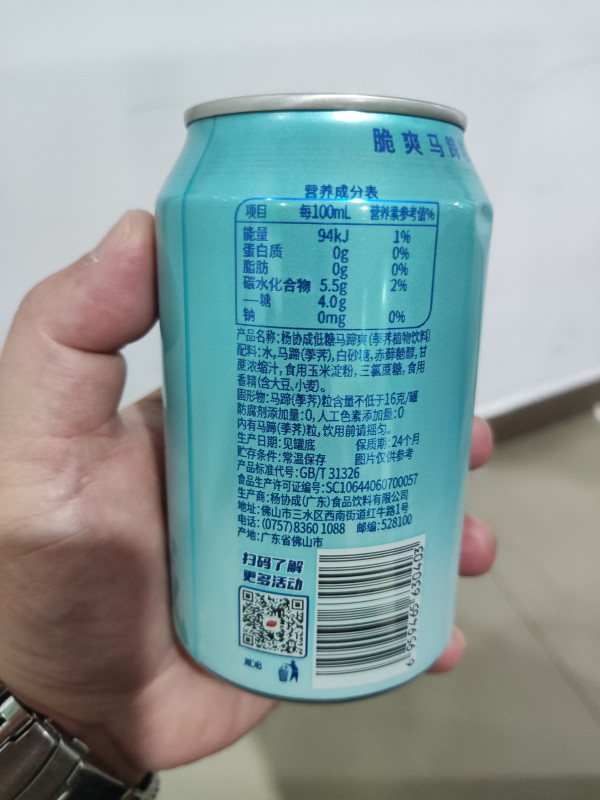 脆爽马蹄
营养成分表
项目 每100mL 营养素参考值%
能量 94kJ 1%
蛋白质 0g 0%
脂肪 0g 0%
碳水化合物 5.5g 2%
—糖 4.0g
钠 0mg 0%
产品名称:杨协成低糖马蹄爽(荸荠植物饮料)
配料:水,马蹄(荸荠),白砂糖,赤藓糖醇,甘
蔗浓缩汁,食用玉米淀粉,三氯蔗糖,食用
香精(含大豆、小麦)。
固形物:马蹄(荸荠)粒含量不低于16克/罐
防腐剂添加量:0,人工色素添加量:0
内有马蹄(荸荠)粒,饮用前请摇匀。
生产日期:见罐底 保质期:24个月
贮存条件:常温保存 图片仅供参考
产品标准代号:GB/T 31326
食品生产许可证编号:SC10644060700057
生产商:杨协成(广东)食品饮料有限公司
地址:佛山市三水区西南街道红牛路1号
电话:(0757)8360 1088 邮编:528100
产地:广东省佛山市
扫码了解
更多活动